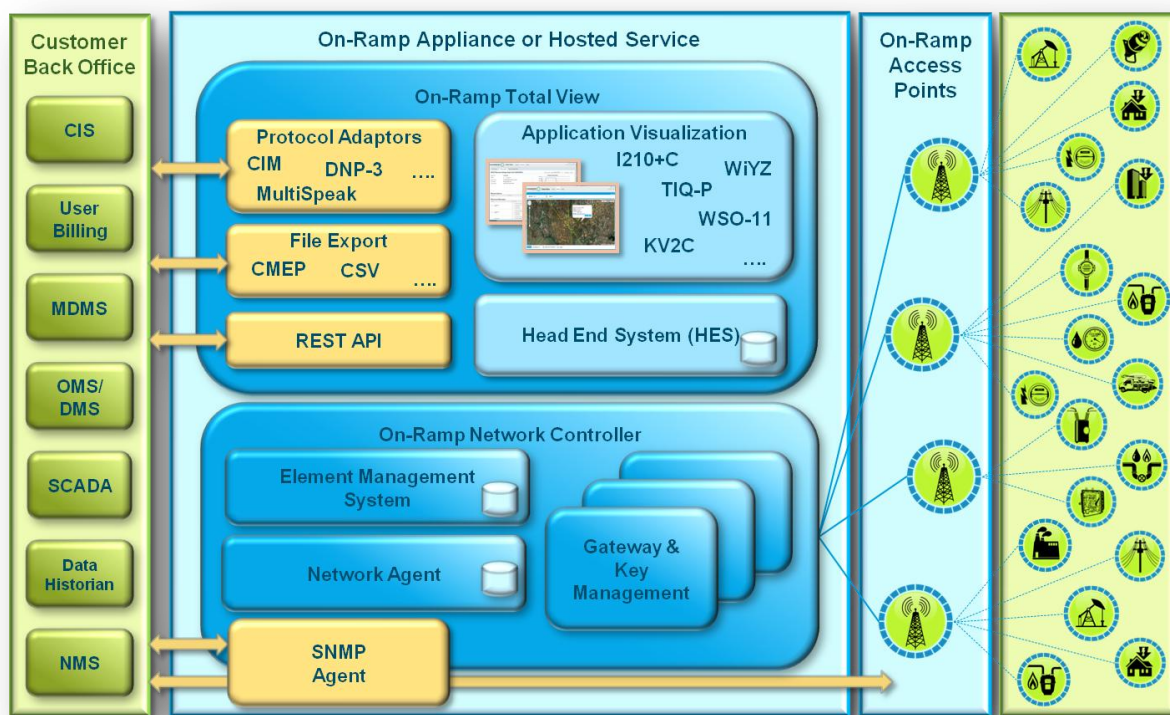 Customer
Back Office
CIS
User
Billing
MDMS
OMS/
DMS
SCADA
Data
Historian
NMS
On-Ramp Appliance or Hosted Service
On-Ramp Total View
Protocol Adaptors
CIM
DNP-3
....
MultiSpeak
File Export
CMEP
CSV
....
REST API
Application Visualization
I210+C
WiYZ
TIQ-P
WSO-11
KV2C
....
Head End System (HES)
On-Ramp Network Controller
Element Management
System
Network Agent
Gateway &
Key
Management
SNMP
Agent
On-Ramp
Access
Points